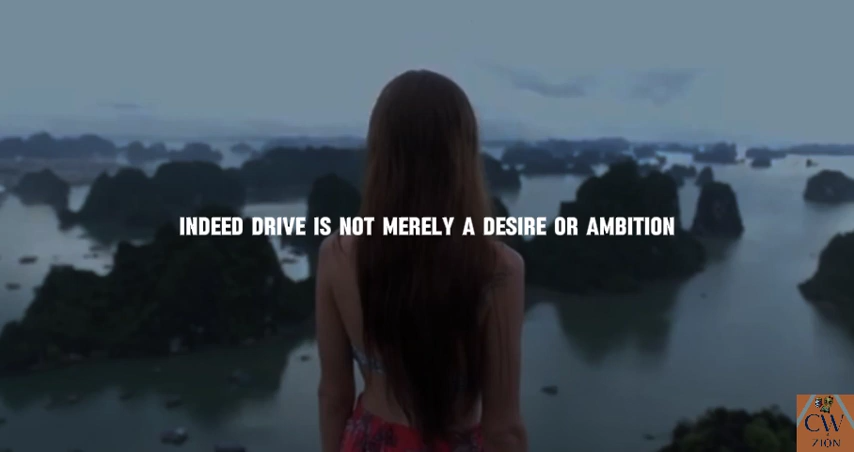 INDEED DRIVE IS NOT MERELY A DESIRE OR AMBITION
CW
ZION